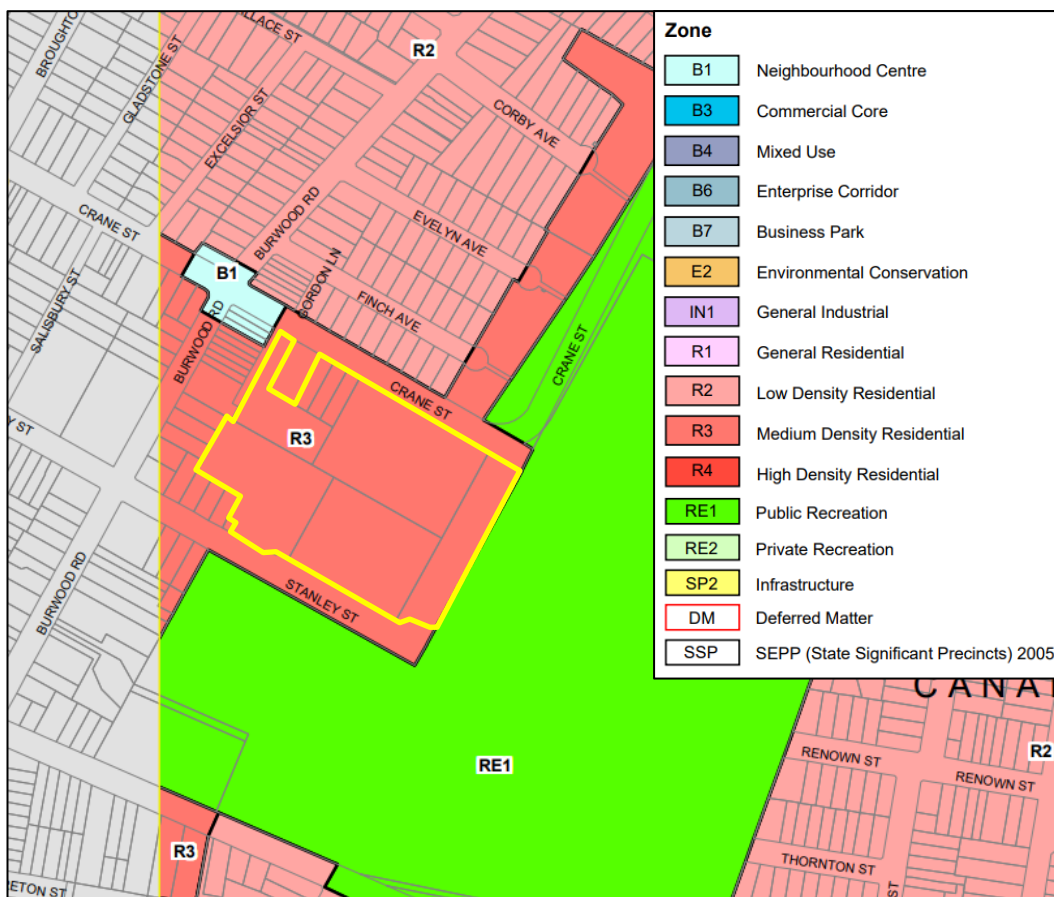 BROUGHTO
GLADSTONE ST
LLACE ST
R2
EXCELSIOR ST
CORBY AVE
CRANE ST
BURWOOD RD
EVELYN AVE
B1
GORDON LN
SALISBURY ST
FINCH AVE
BURWOOD RD
CRANE ST
CRANE ST
R3
Y ST
STANLEY ST
BURWOOD RD
RE1
R3
ETON ST
Zone
B1 Neighbourhood Centre
B3 Commercial Core
B4 Mixed Use
B6 Enterprise Corridor
B7 Business Park
E2 Environmental Conservation
IN1 General Industrial
R1 General Residential
R2 Low Density Residential
R3 Medium Density Residential
R4 High Density Residential
RE1 Public Recreation
RE2 Private Recreation
SP2 Infrastructure
DM Deferred Matter
SSP SEPP (State Significant Precincts) 2005
CANA
RENOWN ST
R2
RENOWN ST
THORNTON ST
ST